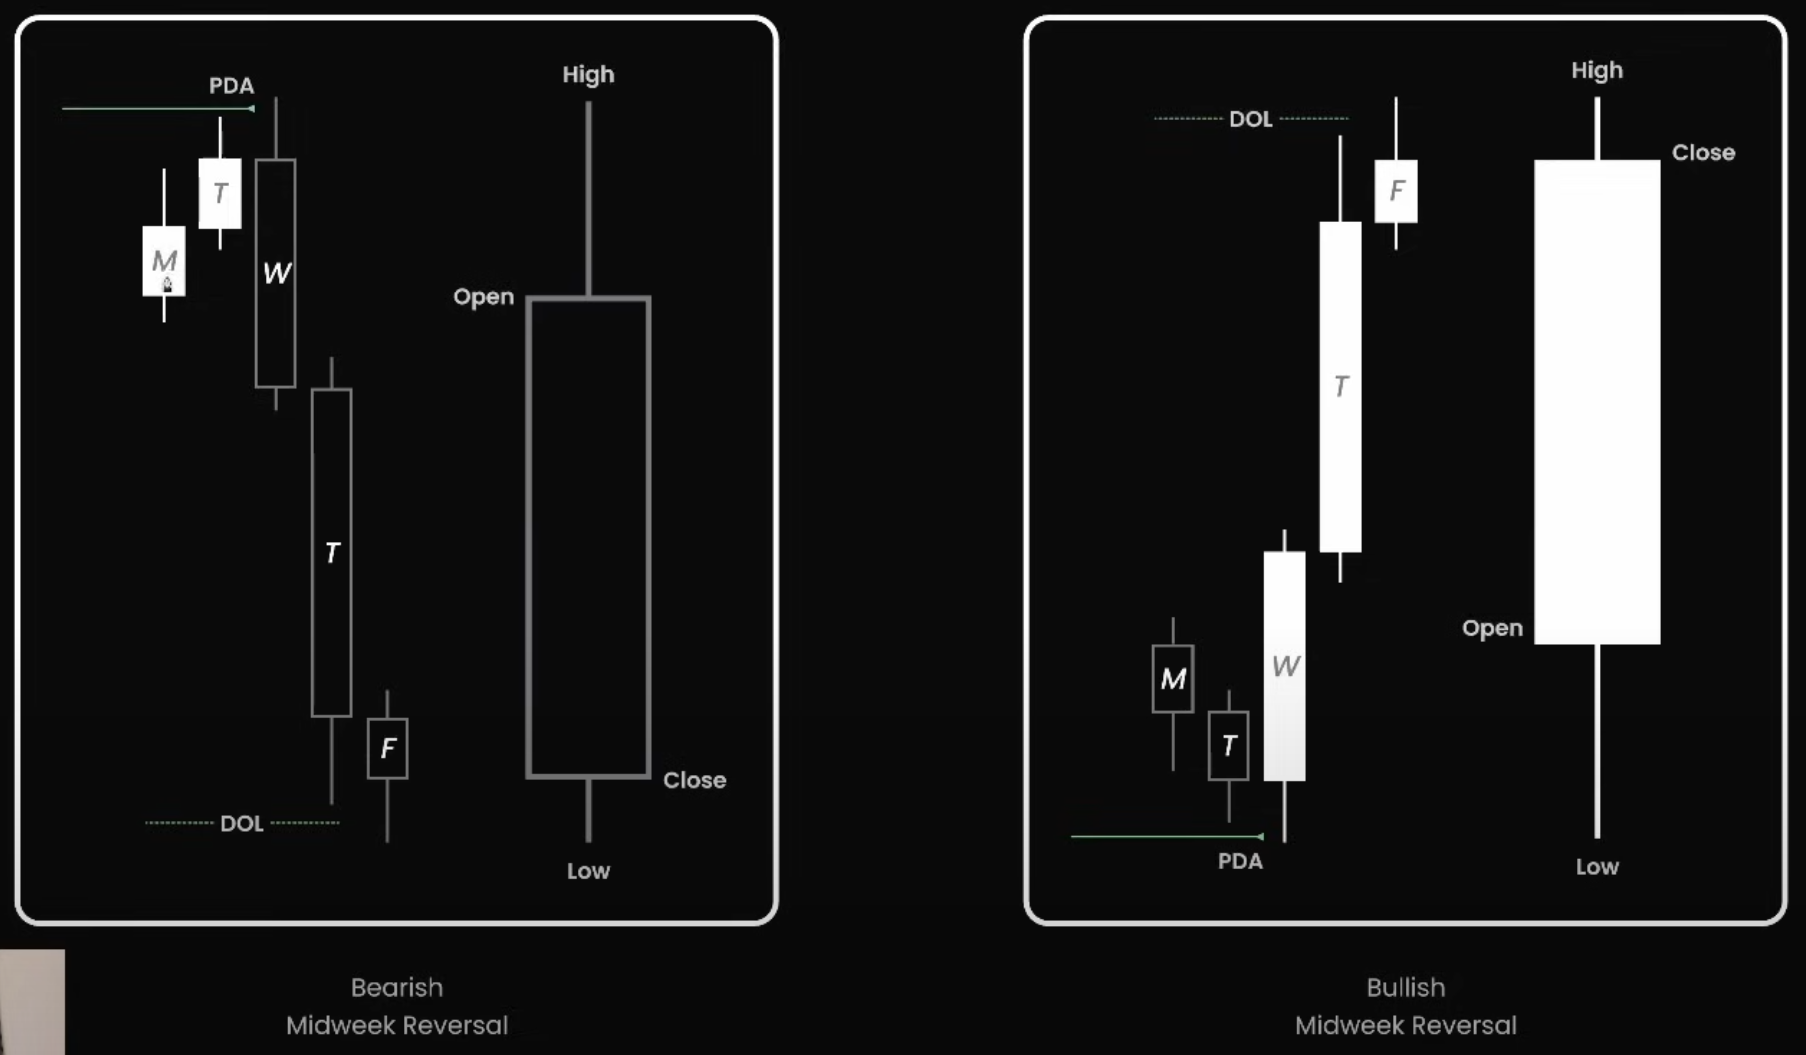 PDA
High
T
M
W
Open
T
F
Close
DOL
Low
Bearish
Midweek Reversal
High
DOL
Close
F
T
Open
W
M
T
PDA
Low
Bullish
Midweek Reversal